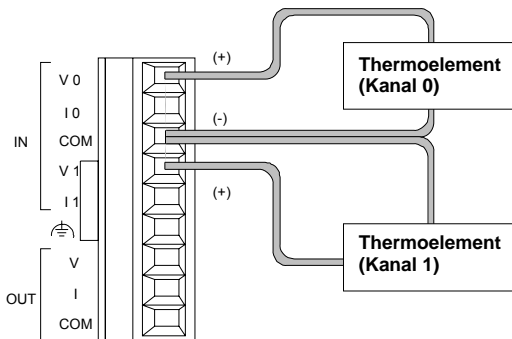 (+)
V 0
Thermoelement
(Kanal 0)
I 0
(-)
IN
COM
V 1
(+)
I 1
V
Thermoelement
(Kanal 1)
OUT
I
COM